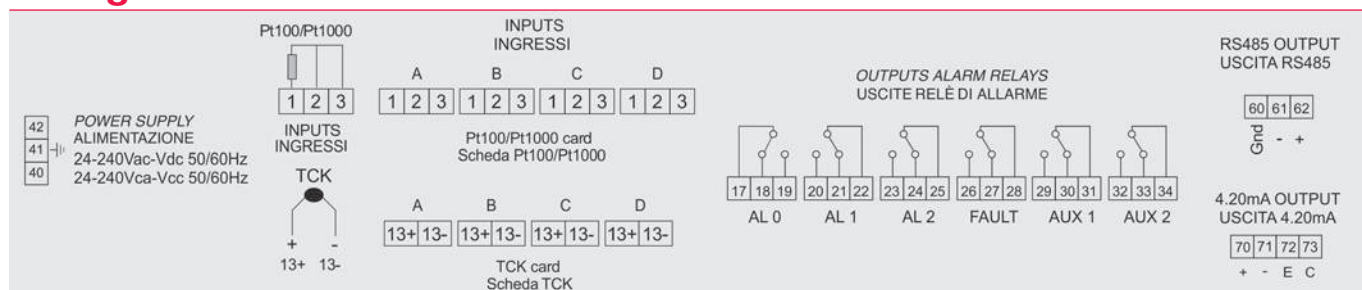 42
41
40
POWER SUPPLY
ALIMENTAZIONE
24-240Vac-Vdc 50/60Hz
24-240Vca-Vcc 50/60Hz
Pt100/Pt1000
1 2 3
INPUTS
INGRESSI
TCK
+ -
13+ 13-
INPUTS
INGRESSI
A B C D
1 2 3 1 2 3 1 2 3 1 2 3
Pt100/Pt1000 card
Scheda Pt100/Pt1000
A B C D
13+ 13- 13+ 13- 13+ 13- 13+ 13-
TCK card
Scheda TCK
OUTPUTS ALARM RELAYS
USCITE RELÈ DI ALLARME
17 18 19 20 21 22 23 24 25 26 27 28 29 30 31 32 33 34
AL 0 AL 1 AL 2 FAULT AUX 1 AUX 2
RS485 OUTPUT
USCITA RS485
60 61 62
Gnd - +
4.20mA OUTPUT
USCITA 4.20mA
70 71 72 73
+ - E C